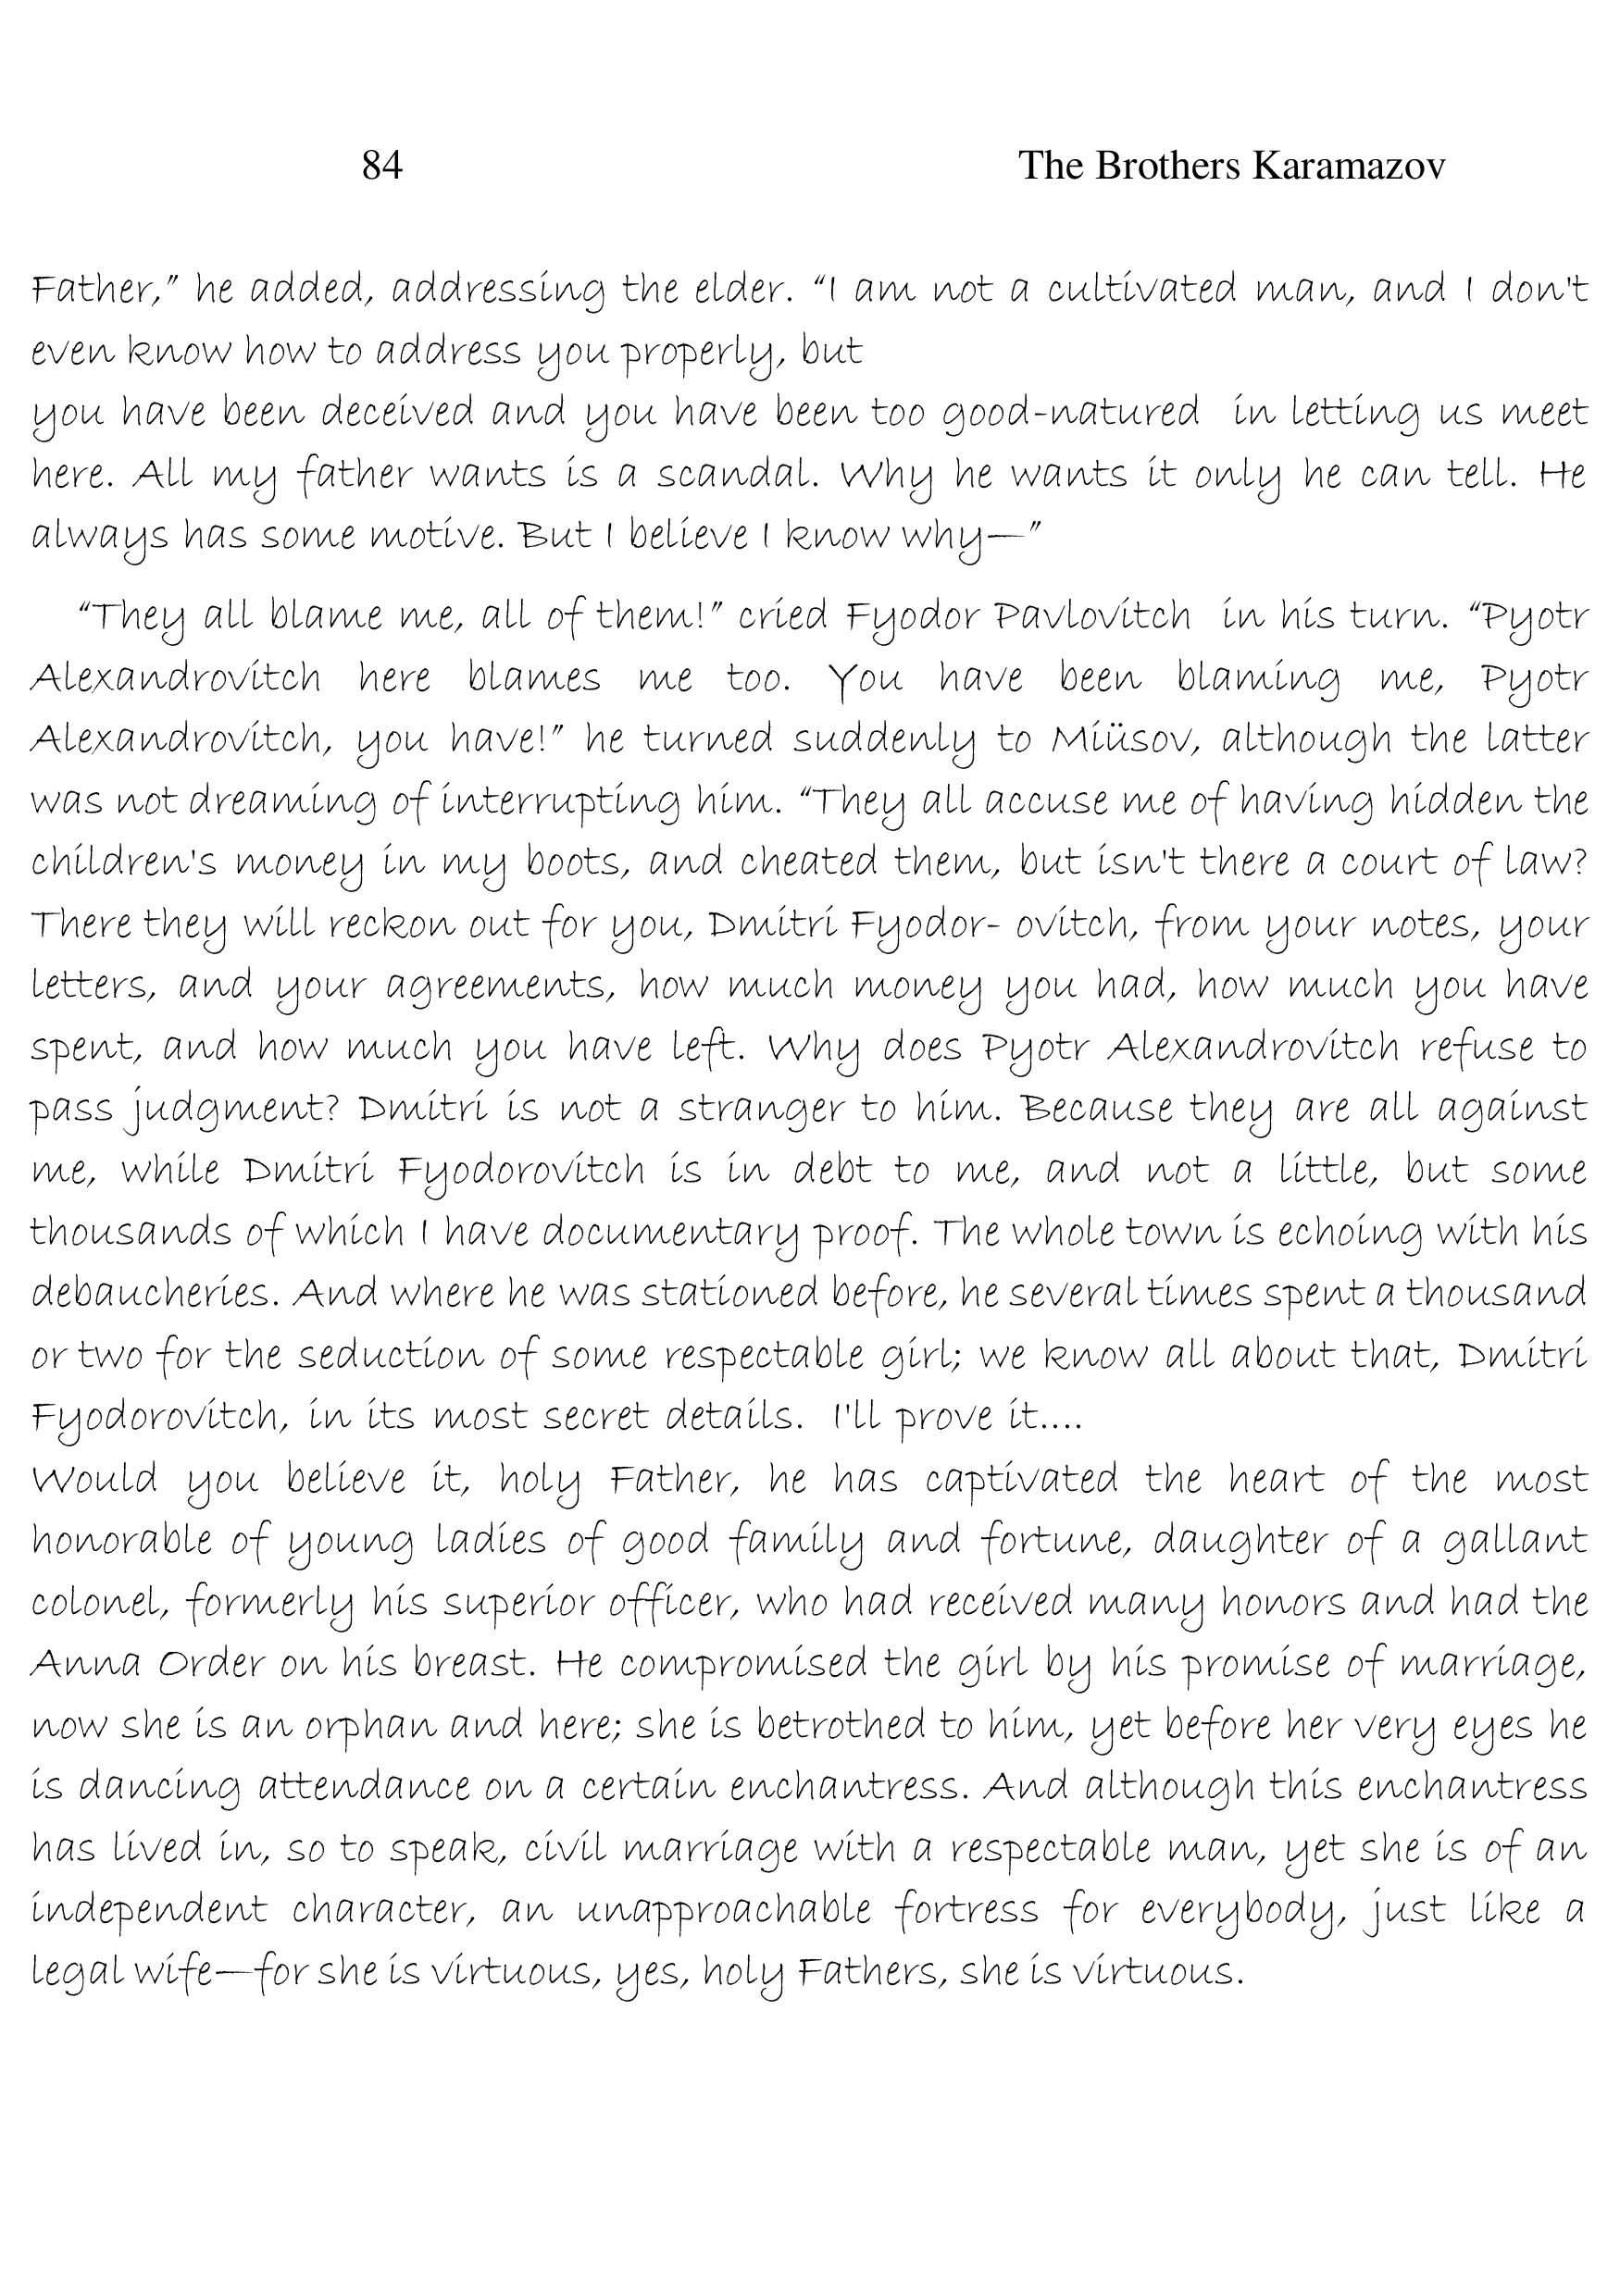 84 The Brothers Karamazov
Father,” he added, addressing the elder. “I am not a cultivated man, and I don't
even know how to address you properly, but
you have been deceived and you have been too good-natured in letting us meet
here. All my father wants is a scandal. Why he wants it only he can tell. He
always has some motive. But I believe I know why—”
“They all blame me, all of them!” cried Fyodor Pavlovitch in his turn. “Pyotr
Alexandrovitch here blames me too. You have been blaming me, Pyotr
Alexandrovitch, you have!” he turned suddenly to Miüsov, although the latter
was not dreaming of interrupting him. “They all accuse me of having hidden the
children's money in my boots, and cheated them, but isn't there a court of law?
There they will reckon out for you, Dmitri Fyodor- ovitch, from your notes, your
letters, and your agreements, how much money you had, how much you have
spent, and how much you have left. Why does Pyotr Alexandrovitch refuse to
pass judgment? Dmitri is not a stranger to him. Because they are all against
me, while Dmitri Fyodorovitch is in debt to me, and not a little, but some
thousands of which I have documentary proof. The whole town is echoing with his
debaucheries. And where he was stationed before, he several times spent a thousand
or two for the seduction of some respectable girl; we know all about that, Dmitri
Fyodorovitch, in its most secret details. I'll prove it....
Would you believe it, holy Father, he has captivated the heart of the most
honorable of young ladies of good family and fortune, daughter of a gallant
colonel, formerly his superior officer, who had received many honors and had the
Anna Order on his breast. He compromised the girl by his promise of marriage,
now she is an orphan and here; she is betrothed to him, yet before her very eyes he
is dancing attendance on a certain enchantress. And although this enchantress
has lived in, so to speak, civil marriage with a respectable man, yet she is of an
independent character, an unapproachable fortress for everybody, just like a
legal wife—for she is virtuous, yes, holy Fathers, she is virtuous.